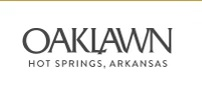 OAKLAWN
HOT SPRINGS, ARKANSAS